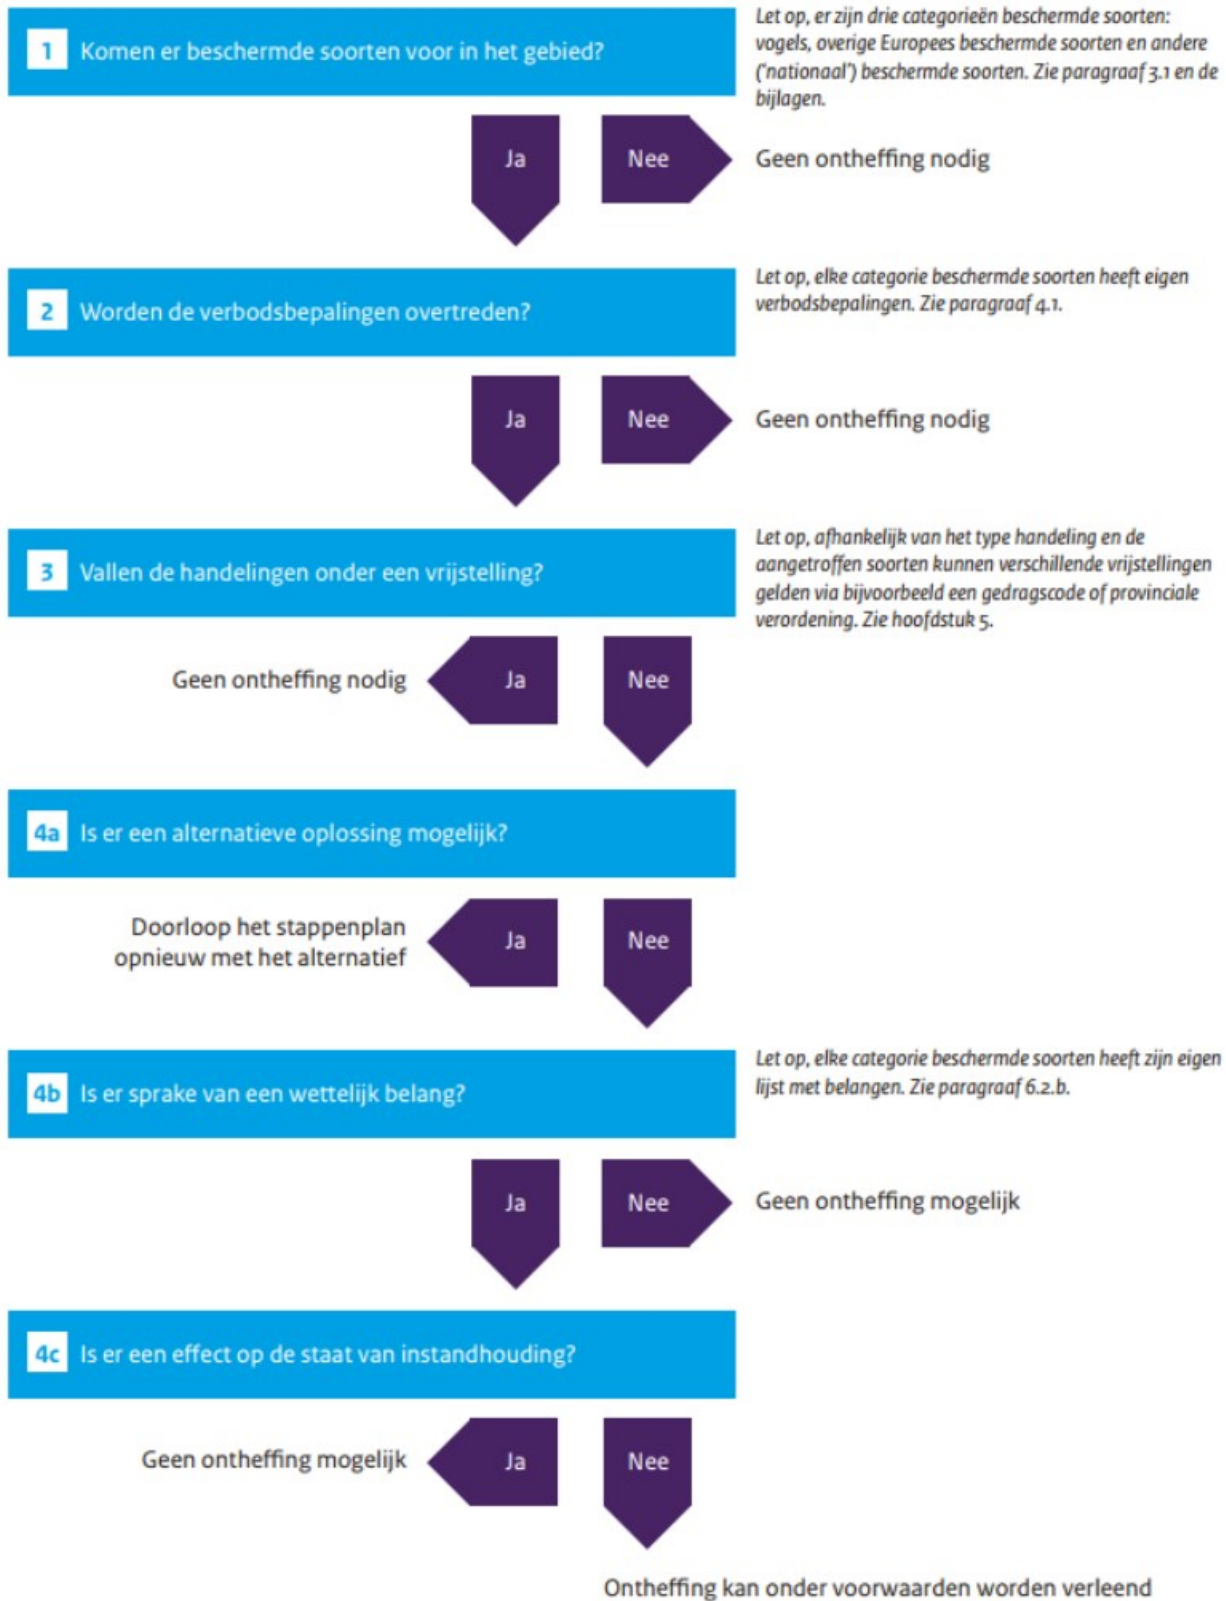 1 Komen er beschermde soorten voor in het gebied?
Let op, er zijn drie categorieën beschermde soorten:
vogels, overige Europees beschermde soorten en andere
('nationaal') beschermde soorten. Zie paragraaf 3.1 en de
bijlagen.
Ja
Nee
Geen ontheffing nodig
2 Worden de verbodsbepalingen overtreden?
Let op, elke categorie beschermde soorten heeft eigen
verbodsbepalingen. Zie paragraaf 4.1.
Ja
Nee
Geen ontheffing nodig
3 Vallen de handelingen onder een vrijstelling?
Let op, afhankelijk van het type handeling en de
aangetroffen soorten kunnen verschillende vrijstellingen
gelden via bijvoorbeeld een gedragscode of provinciale
verordening. Zie hoofdstuk 5.
Geen ontheffing nodig
Ja
Nee
4a Is er een alternatieve oplossing mogelijk?
Doorloop het stappenplan
opnieuw met het alternatief
Ja
Nee
4b Is er sprake van een wettelijk belang?
Let op, elke categorie beschermde soorten heeft zijn eigen
lijst met belangen. Zie paragraaf 6.2.b.
Ja
Nee
Geen ontheffing mogelijk
4c Is er een effect op de staat van instandhouding?
Geen ontheffing mogelijk
Ja
Nee
Ontheffing kan onder voorwaarden worden verleend